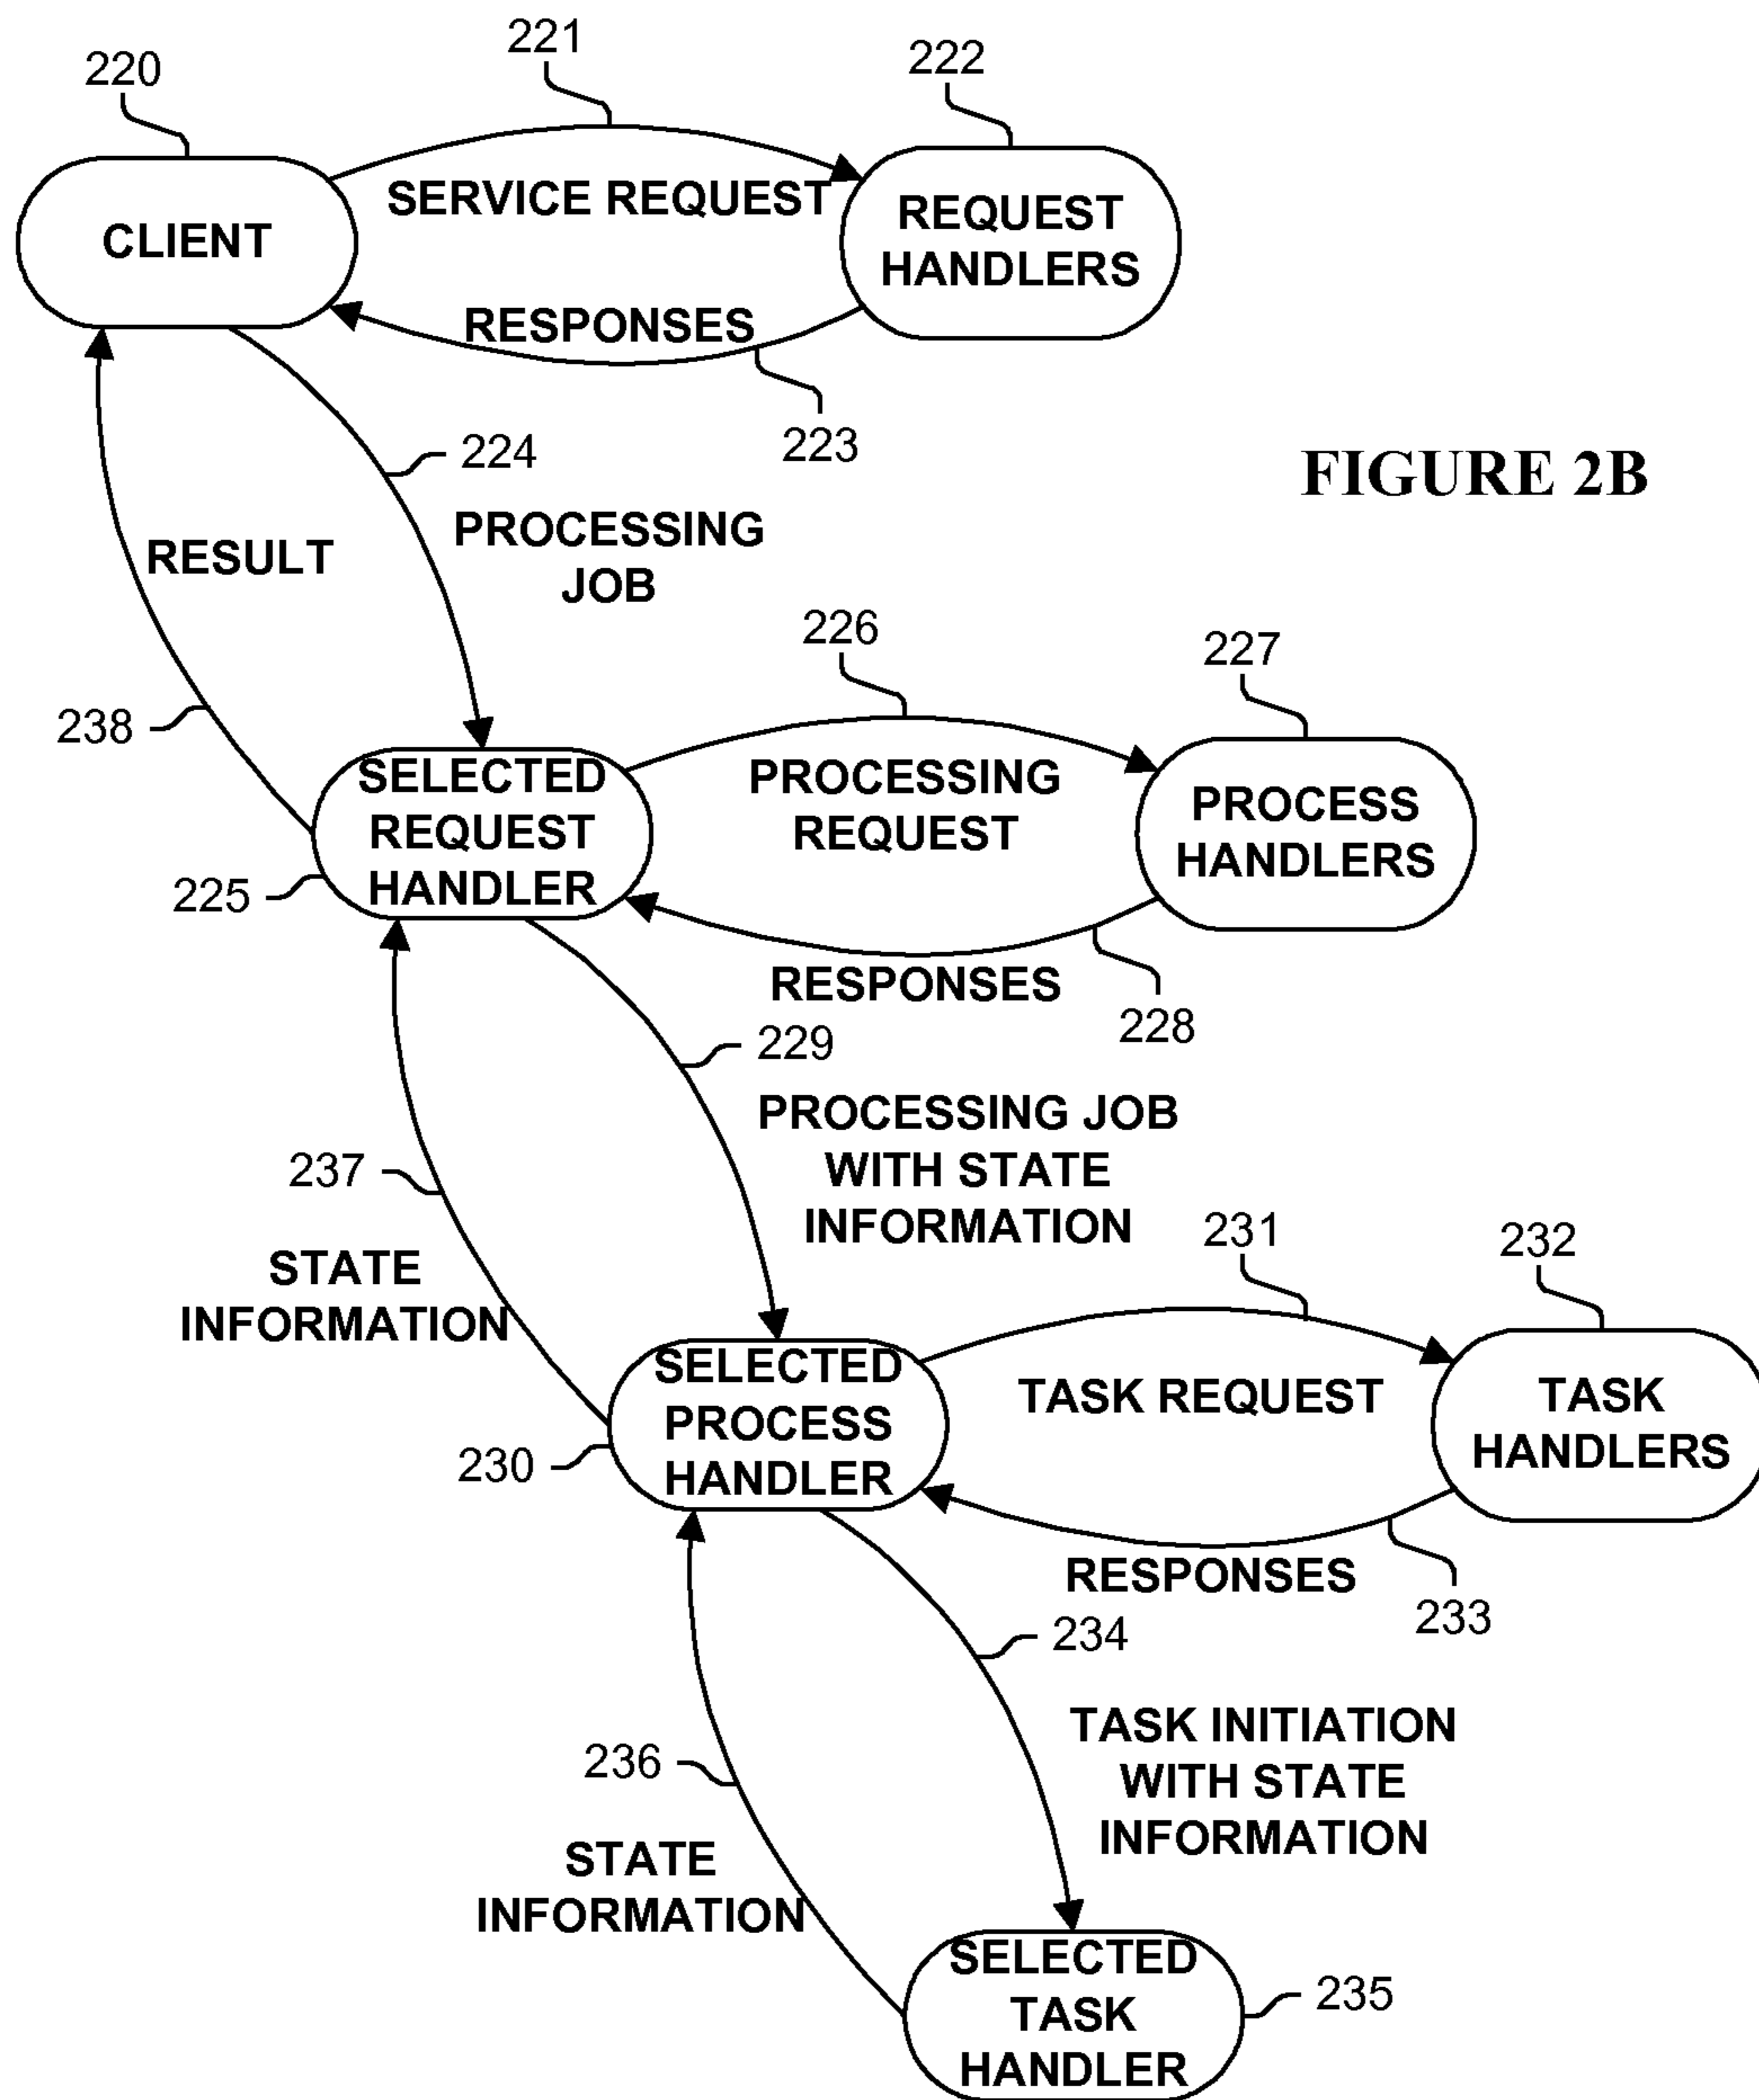 221
222
220
SERVICE REQUEST
REQUEST
HANDLERS
CLIENT
RESPONSES
223
224
FIGURE 2B
PROCESSING
JOB
RESULT
226
227
238
SELECTED
REQUEST
HANDLER
PROCESSING
REQUEST
PROCESS
HANDLERS
225
RESPONSES
228
229
PROCESSING JOB
WITH STATE
INFORMATION
237
231
232
STATE
INFORMATION
SELECTED
PROCESS
HANDLER
TASK REQUEST
TASK
HANDLERS
230
RESPONSES
233
234
TASK INITIATION
WITH STATE
INFORMATION
236
STATE
INFORMATION
SELECTED
TASK
HANDLER
235